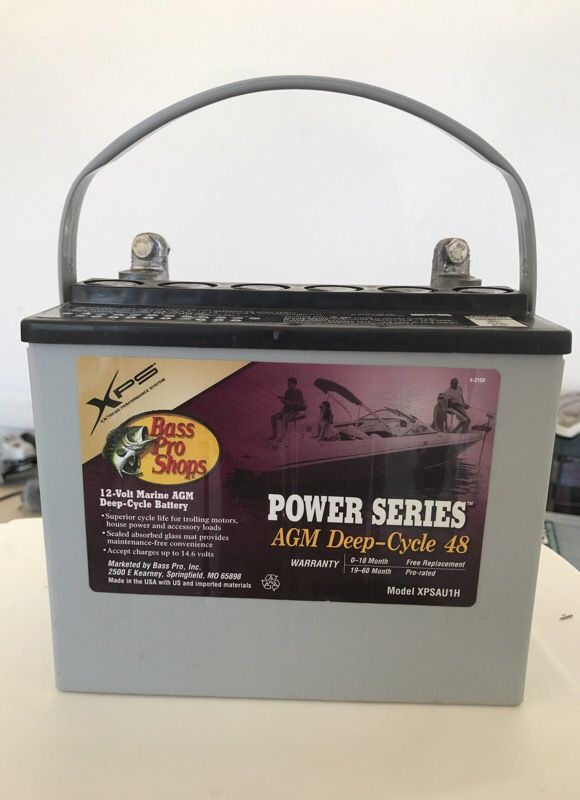 XPS®
EXTREME PERFORMANCE SYSTEM
4-2158
Bass
Pro
Shops
12-Volt Marine AGM
Deep-Cycle Battery
• Superior cycle life for trolling motors,
house power and accessory loads
• Sealed absorbed glass mat provides
maintenance-free convenience
• Accept charges up to 14.6 volts
Marketed by Bass Pro, Inc.
2500 E Kearney, Springfield, MO 65898
Made in the USA with US and imported materials
POWER SERIES™
AGM Deep-Cycle 48
WARRANTY 0-18 Month Free Replacement
19-60 Month Pro-rated
Model XPSAU1H